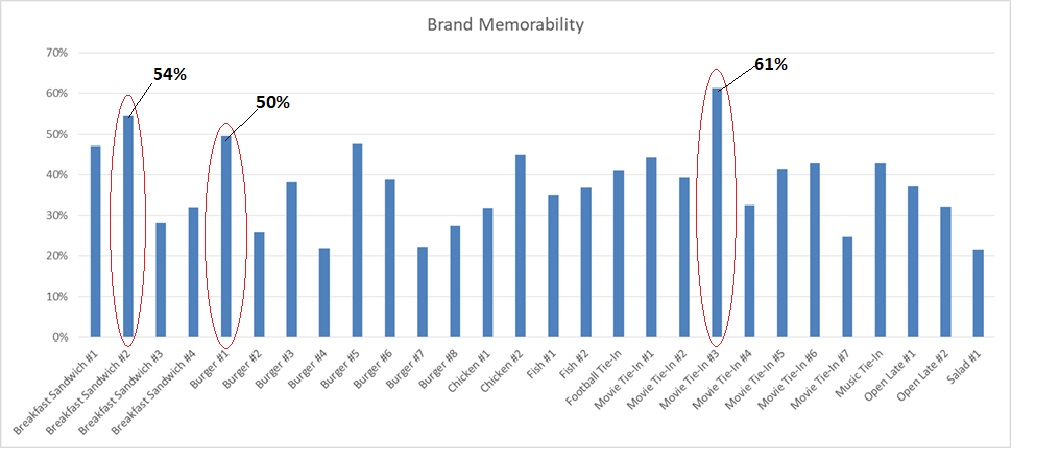 Brand Memorability
70%
61%
54%
60%
50%
50%
40%
30%
20%
10%
0%
Breakfast Sandwich #1
Breakfast Sandwich #2
Breakfast Sandwich #3
Breakfast Sandwich #4
Burger #1
Burger #2
Burger #3
Burger #4
Burger #5
Burger #6
Burger #7
Burger #8
Chicken #1
Chicken #2
Fish #1
Fish #2
Football Tie-In
Movie Tie-In #1
Movie Tie-In #2
Movie Tie-In #3
Movie Tie-In #4
Movie Tie-In #5
Movie Tie-In #6
Movie Tie-In #7
Music Tie-In
Open Late #1
Open Late #2
Salad #1